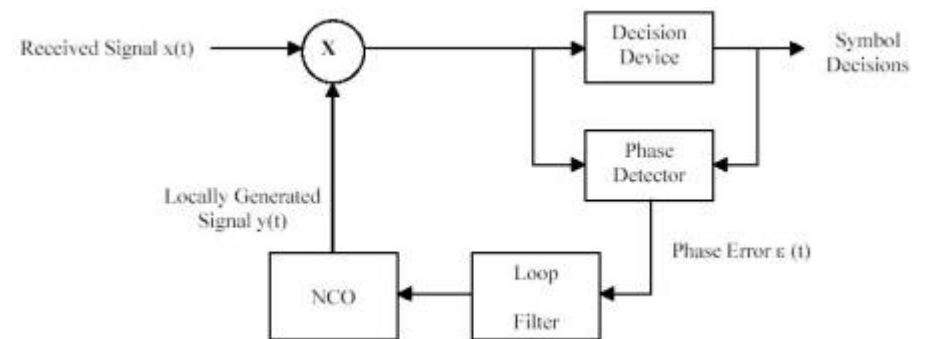 Received Signal x(t)
X
Decision
Device
Symbol
Decisions
Phase
Detector
Locally Generated
Signal y(t)
Phase Error ε (t)
NCO
Loop
Filter